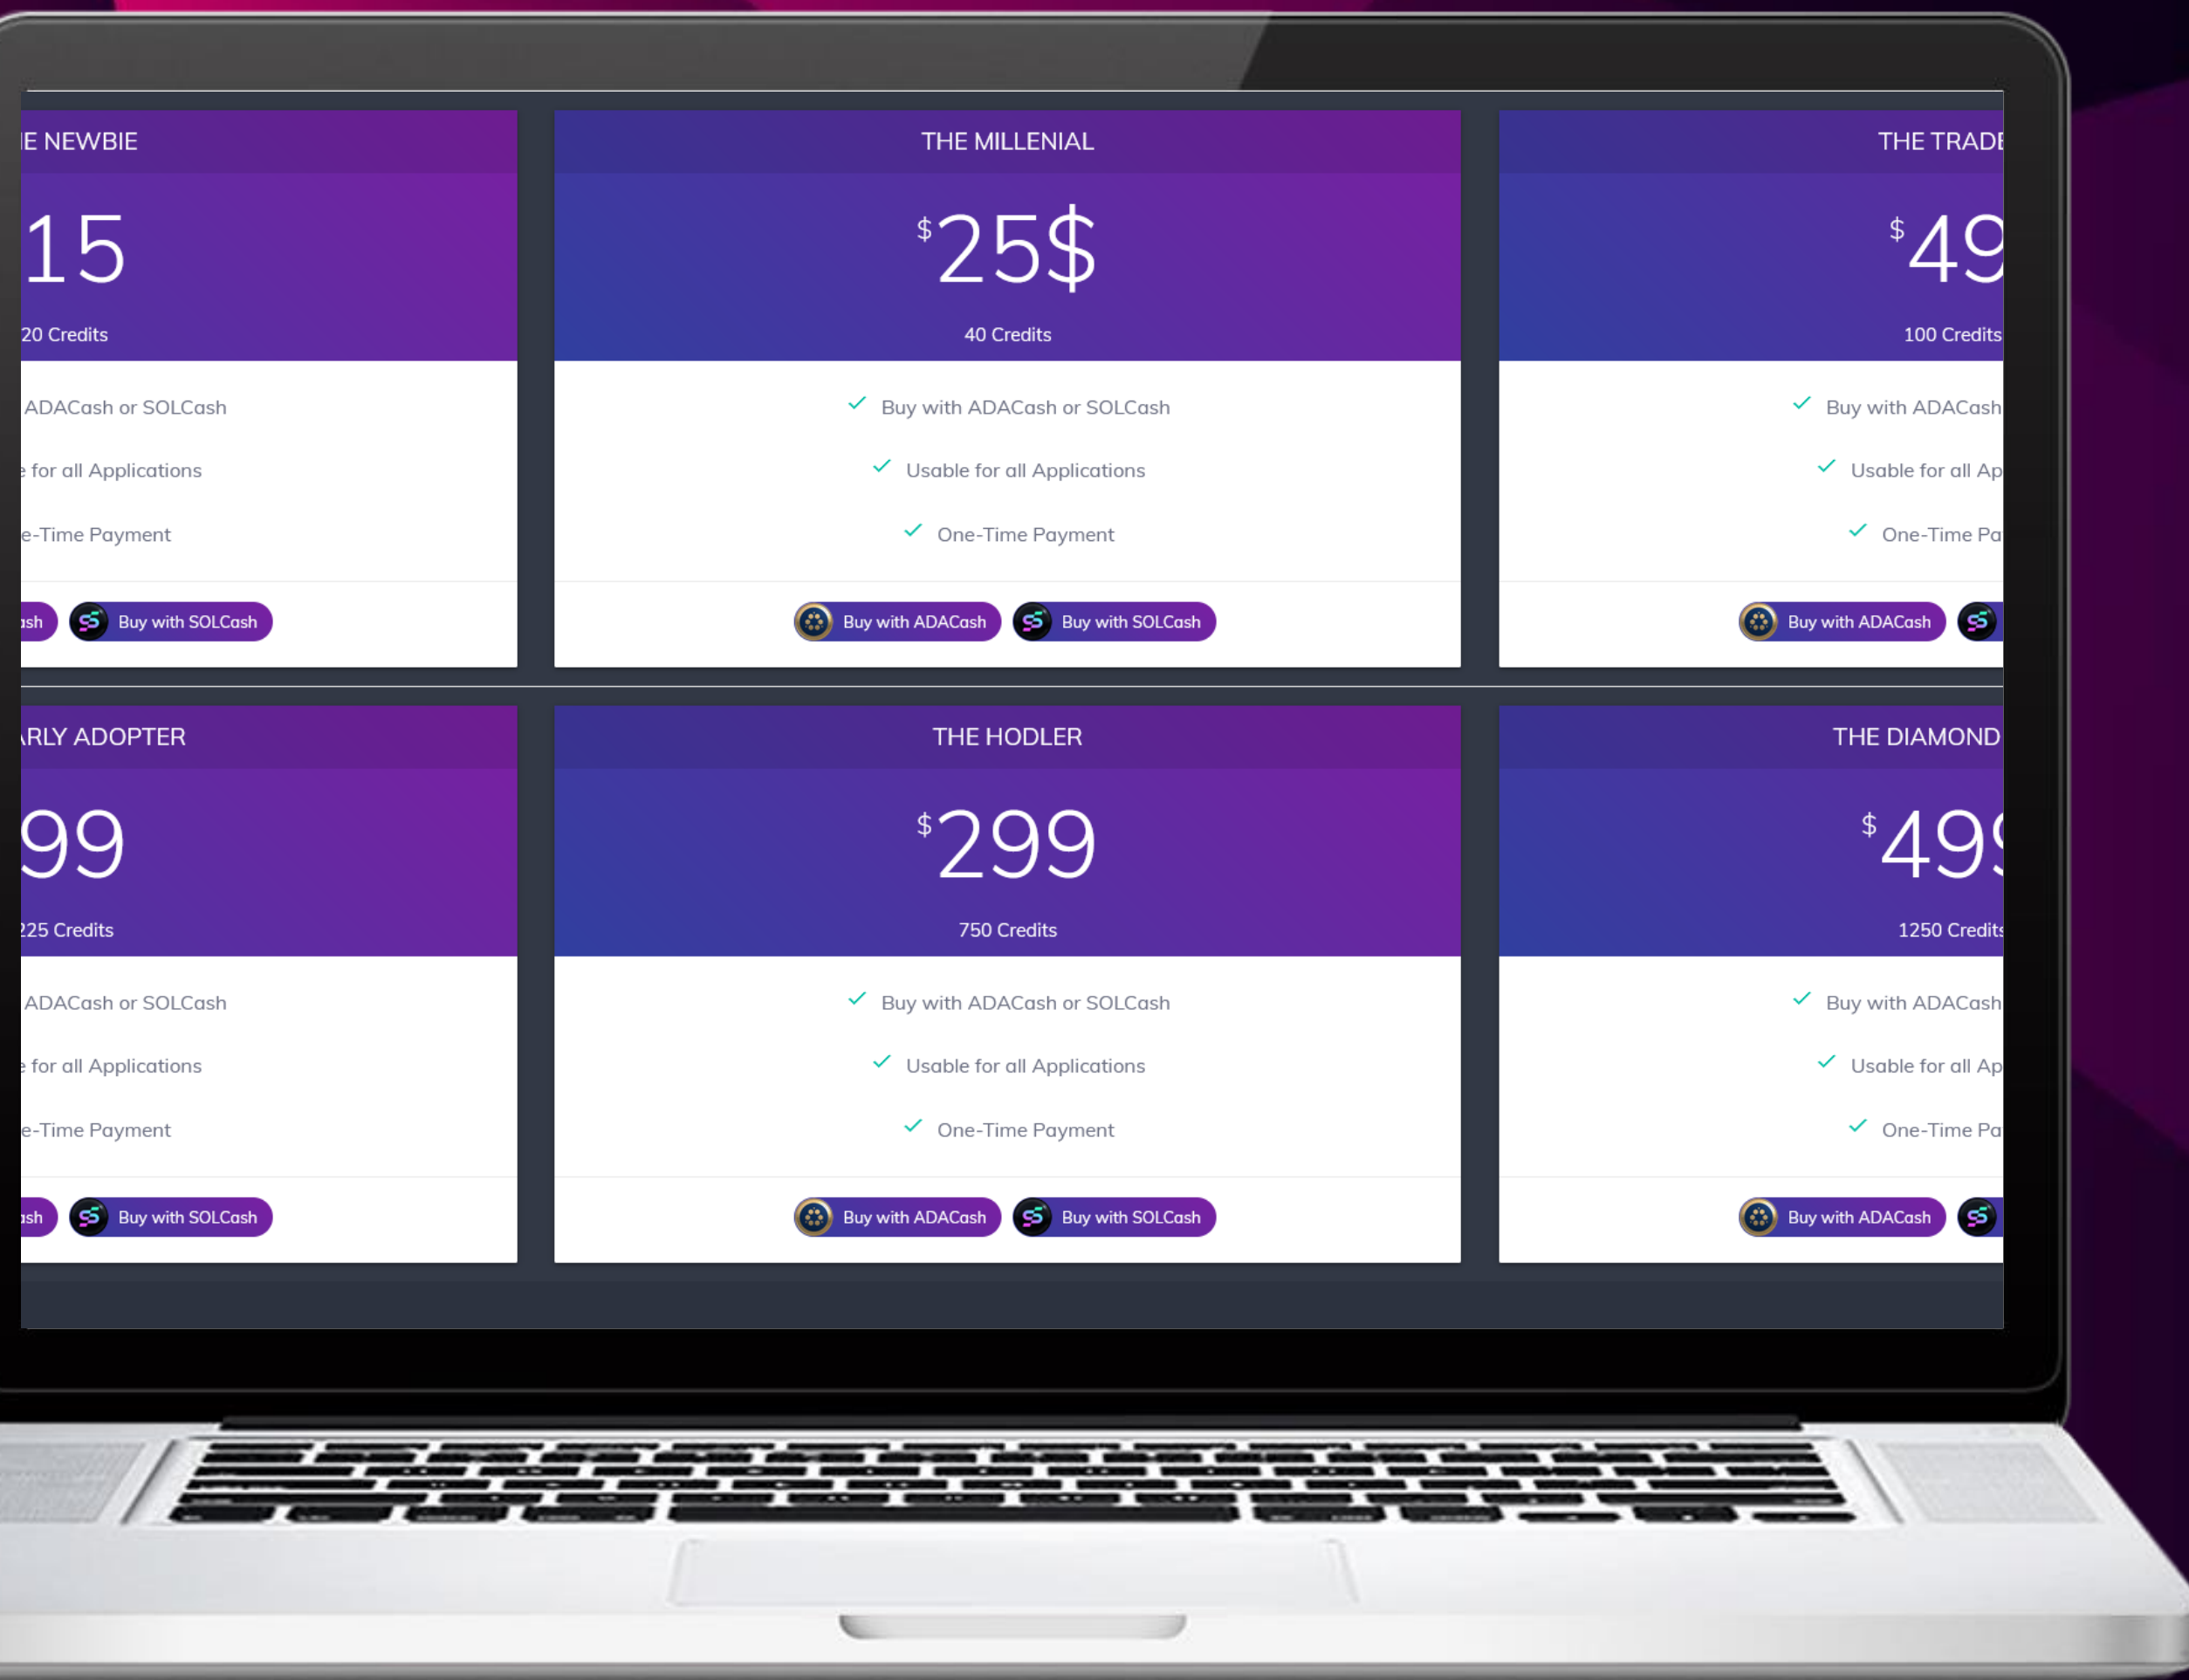 E NEWBIE
15
20 Credits
ADACash or SOLCash
for all Applications
e-Time Payment
ash
Buy with SOLCash
THE MILLENIAL
$25$
40 Credits
Buy with ADACash or SOLCash
Usable for all Applications
One-Time Payment
Buy with ADACash
Buy with SOLCash
THE TRADE
$49
100 Credits
Buy with ADACash
Usable for all Ap
One-Time Pa
Buy with ADACash
ARLY ADOPTER
99
225 Credits
ADACash or SOLCash
for all Applications
e-Time Payment
ash
Buy with SOLCash
THE HODLER
$299
750 Credits
Buy with ADACash or SOLCash
Usable for all Applications
One-Time Payment
Buy with ADACash
Buy with SOLCash
THE DIAMOND
$499
1250 Credits
Buy with ADACash
Usable for all Ap
One-Time Pa
Buy with ADACash